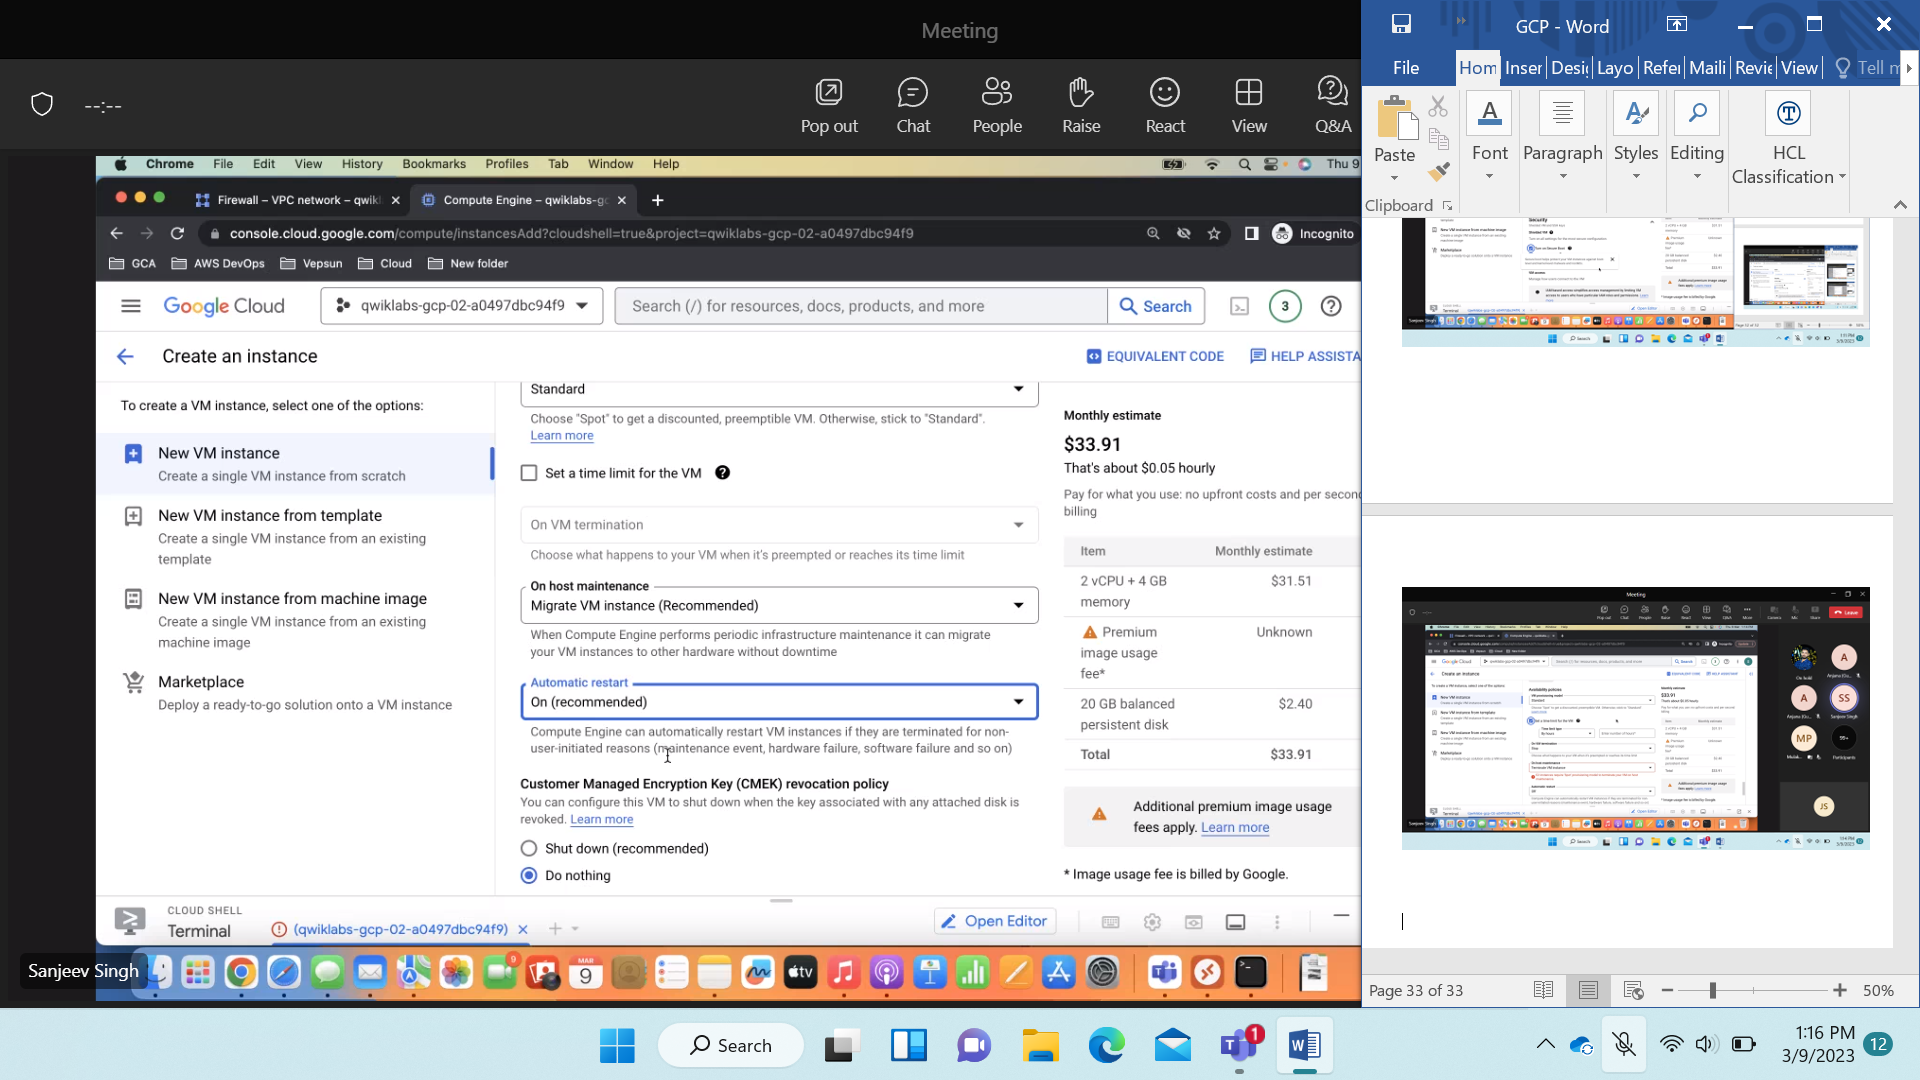 Meeting
--:--
Pop out
Chat
People
Raise
React
View
Q&A
Chrome File Edit View History Bookmarks Profiles Tab Window Help
Thu 9
Firewall – VPC network – qwikl
Compute Engine – qwiklabs-gc
console.cloud.google.com/compute/instancesAdd?cloudshell=true&project=qwiklabs-gcp-02-a0497dbc94f9
Incognito
GCA
AWS DevOps
Vepsun
Cloud
New folder
Google Cloud
qwiklabs-gcp-02-a0497dbc94f9
Search (/) for resources, docs, products, and more
Search
3
Create an instance
EQUIVALENT CODE
HELP ASSISTA
To create a VM instance, select one of the options:
New VM instance
Create a single VM instance from scratch
New VM instance from template
Create a single VM instance from an existing
template
New VM instance from machine image
Create a single VM instance from an existing
machine image
Marketplace
Deploy a ready-to-go solution onto a VM instance
Standard
Choose "Spot" to get a discounted, preemptible VM. Otherwise, stick to "Standard".
Learn more
Set a time limit for the VM
On VM termination
Choose what happens to your VM when it's preempted or reaches its time limit
On host maintenance
Migrate VM instance (Recommended)
When Compute Engine performs periodic infrastructure maintenance it can migrate
your VM instances to other hardware without downtime
Automatic restart
On (recommended)
Compute Engine can automatically restart VM instances if they are terminated for non-
user-initiated reasons (maintenance event, hardware failure, software failure and so on)
Customer Managed Encryption Key (CMEK) revocation policy
You can configure this VM to shut down when the key associated with any attached disk is
revoked. Learn more
Shut down (recommended)
Do nothing
Monthly estimate
$33.91
That's about $0.05 hourly
Pay for what you use: no upfront costs and per second
billing
Item Monthly estimate
2 vCPU + 4 GB $31.51
memory
Premium Unknown
image usage
fee*
20 GB balanced $2.40
persistent disk
Total $33.91
Additional premium image usage
fees apply. Learn more
* Image usage fee is billed by Google.
CLOUD SHELL
Terminal
(qwiklabs-gcp-02-a0497dbc94f9)
Open Editor
Sanjeev Singh
9
MAR
9
tv
GCP - Word
File Hom Inser Desig Layo Refer Maili Revie View Tell m
Paste
Font
Paragraph
Styles
Editing
HCL
Classification
Clipboard
Page 33 of 33
50%
Search
1
1:16 PM
3/9/2023
12